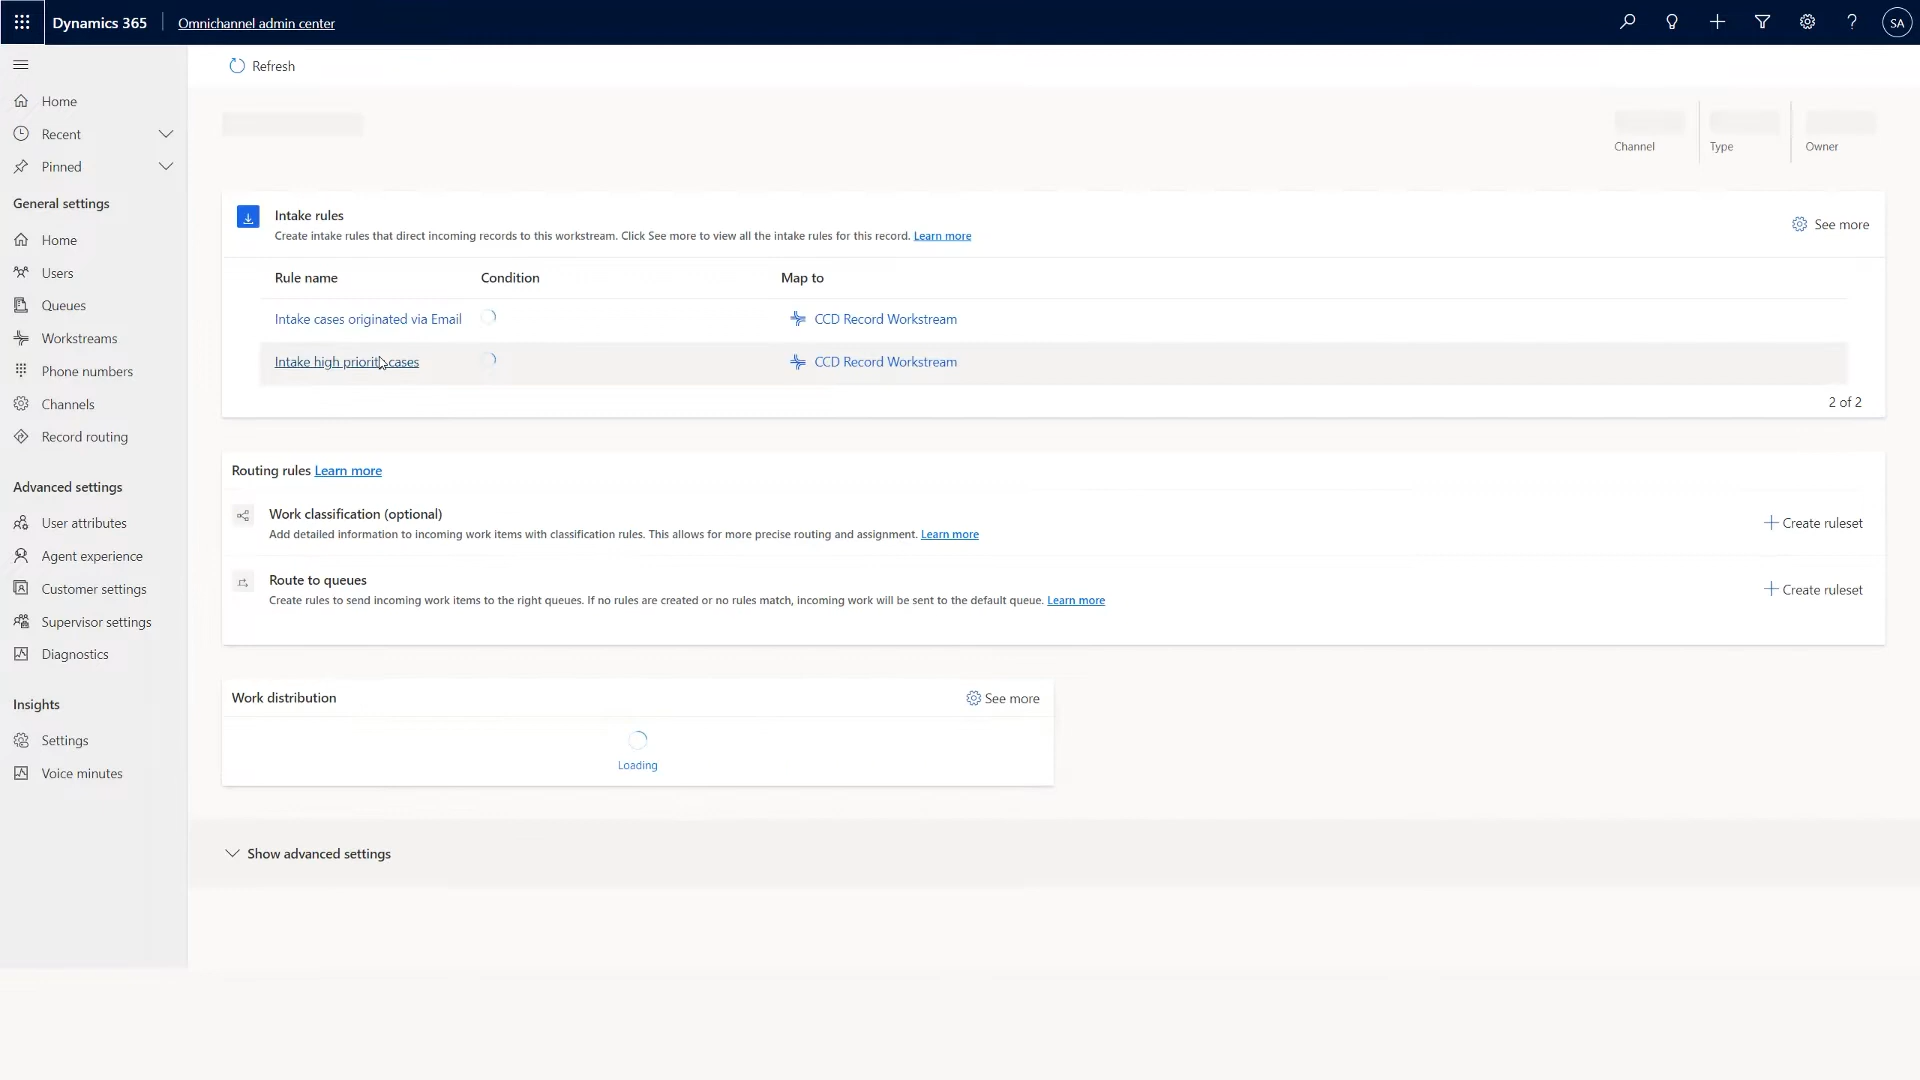 Dynamics 365
Omnichannel admin center
SA
Refresh
Home
Recent
Pinned
General settings
Home
Users
Queues
Workstreams
Phone numbers
Channels
Record routing
Advanced settings
User attributes
Agent experience
Customer settings
Supervisor settings
Diagnostics
Insights
Settings
Voice minutes
Channel
Type
Owner
Intake rules
Create intake rules that direct incoming records to this workstream. Click See more to view all the intake rules for this record. Learn more
See more
Rule name Condition Map to
Intake cases originated via Email CCD Record Workstream
Intake high priority cases CCD Record Workstream
2 of 2
Routing rules Learn more
Work classification (optional)
Add detailed information to incoming work items with classification rules. This allows for more precise routing and assignment. Learn more
Create ruleset
Route to queues
Create rules to send incoming work items to the right queues. If no rules are created or no rules match, incoming work will be sent to the default queue. Learn more
Create ruleset
Work distribution
See more
Loading
Show advanced settings